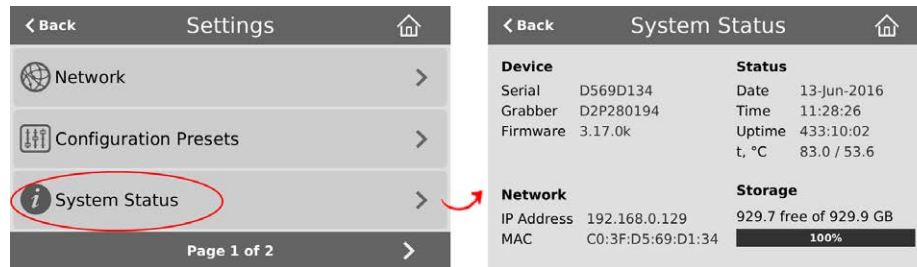 Back Settings
Network
Configuration Presets
System Status
Page 1 of 2
Back System Status
Device
Serial D569D134
Grabber D2P280194
Firmware 3.17.0k
Status
Date 13-Jun-2016
Time 11:28:26
Uptime 433:10:02
t, °C 83.0 / 53.6
Network
IP Address 192.168.0.129
MAC C0:3F:D5:69:D1:34
Storage
929.7 free of 929.9 GB
100%